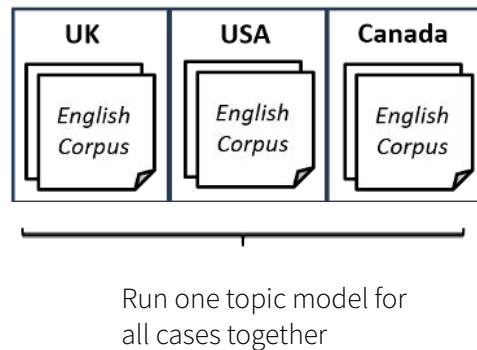 UK
USA
Canada
English
Corpus
English
Corpus
English
Corpus
Run one topic model for
all cases together